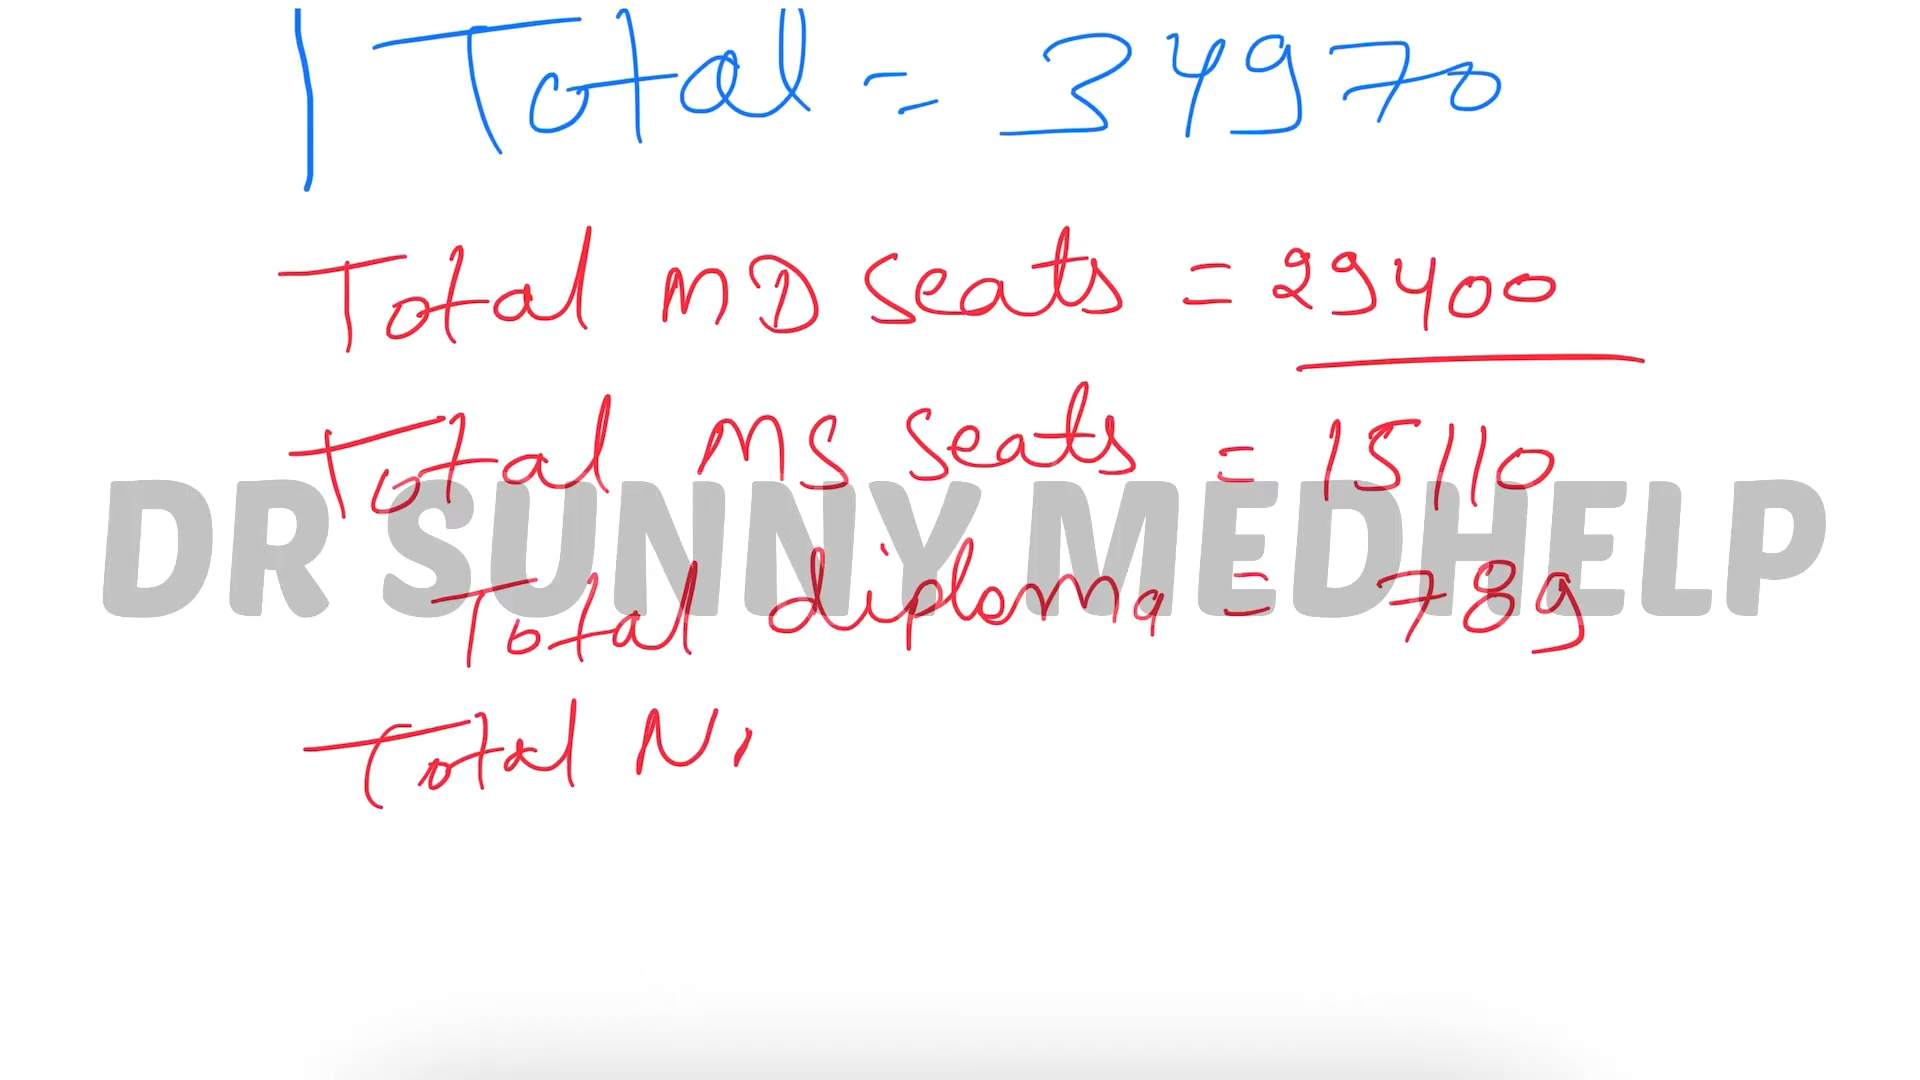 Total = 34970
Total MD seats = 29400
Total MS seats = 15110
DR SUNNY MEDHELP
Total diploma = 789
Total N